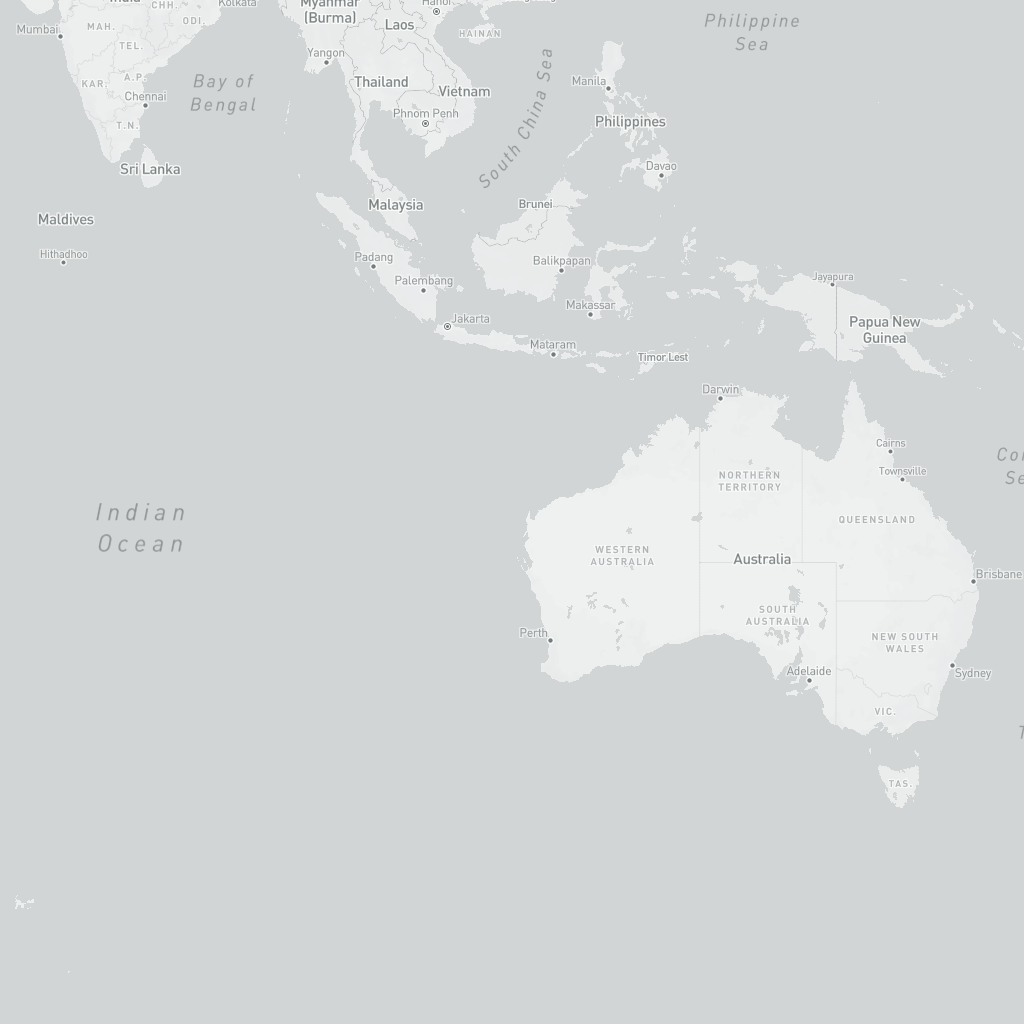 India
CHH.
Kolkata
Myanmar
(Burma)
Hanoi
MAH.
ODI.
Mumbai
Laos
HAINAN
Philippine
Sea
TEL.
Yangon
KAR.
A.P.
Bay of
Bengal
Thailand
Vietnam
South China Sea
Manila
Chennai
Phnom Penh
Philippines
T.N.
Sri Lanka
Davao
Malaysia
Brunei
Maldives
Hithadhoo
Padang
Balikpapan
Palembang
Jayapura
Makassar
Jakarta
Papua New
Guinea
Mataram
Timor Lest
Darwin
Cairns
Townsville
NORTHERN
TERRITORY
Indian
Ocean
QUEENSLAND
WESTERN
AUSTRALIA
Australia
Brisbane
SOUTH
AUSTRALIA
Perth
NEW SOUTH
WALES
Adelaide
Sydney
VIC.
TAS.